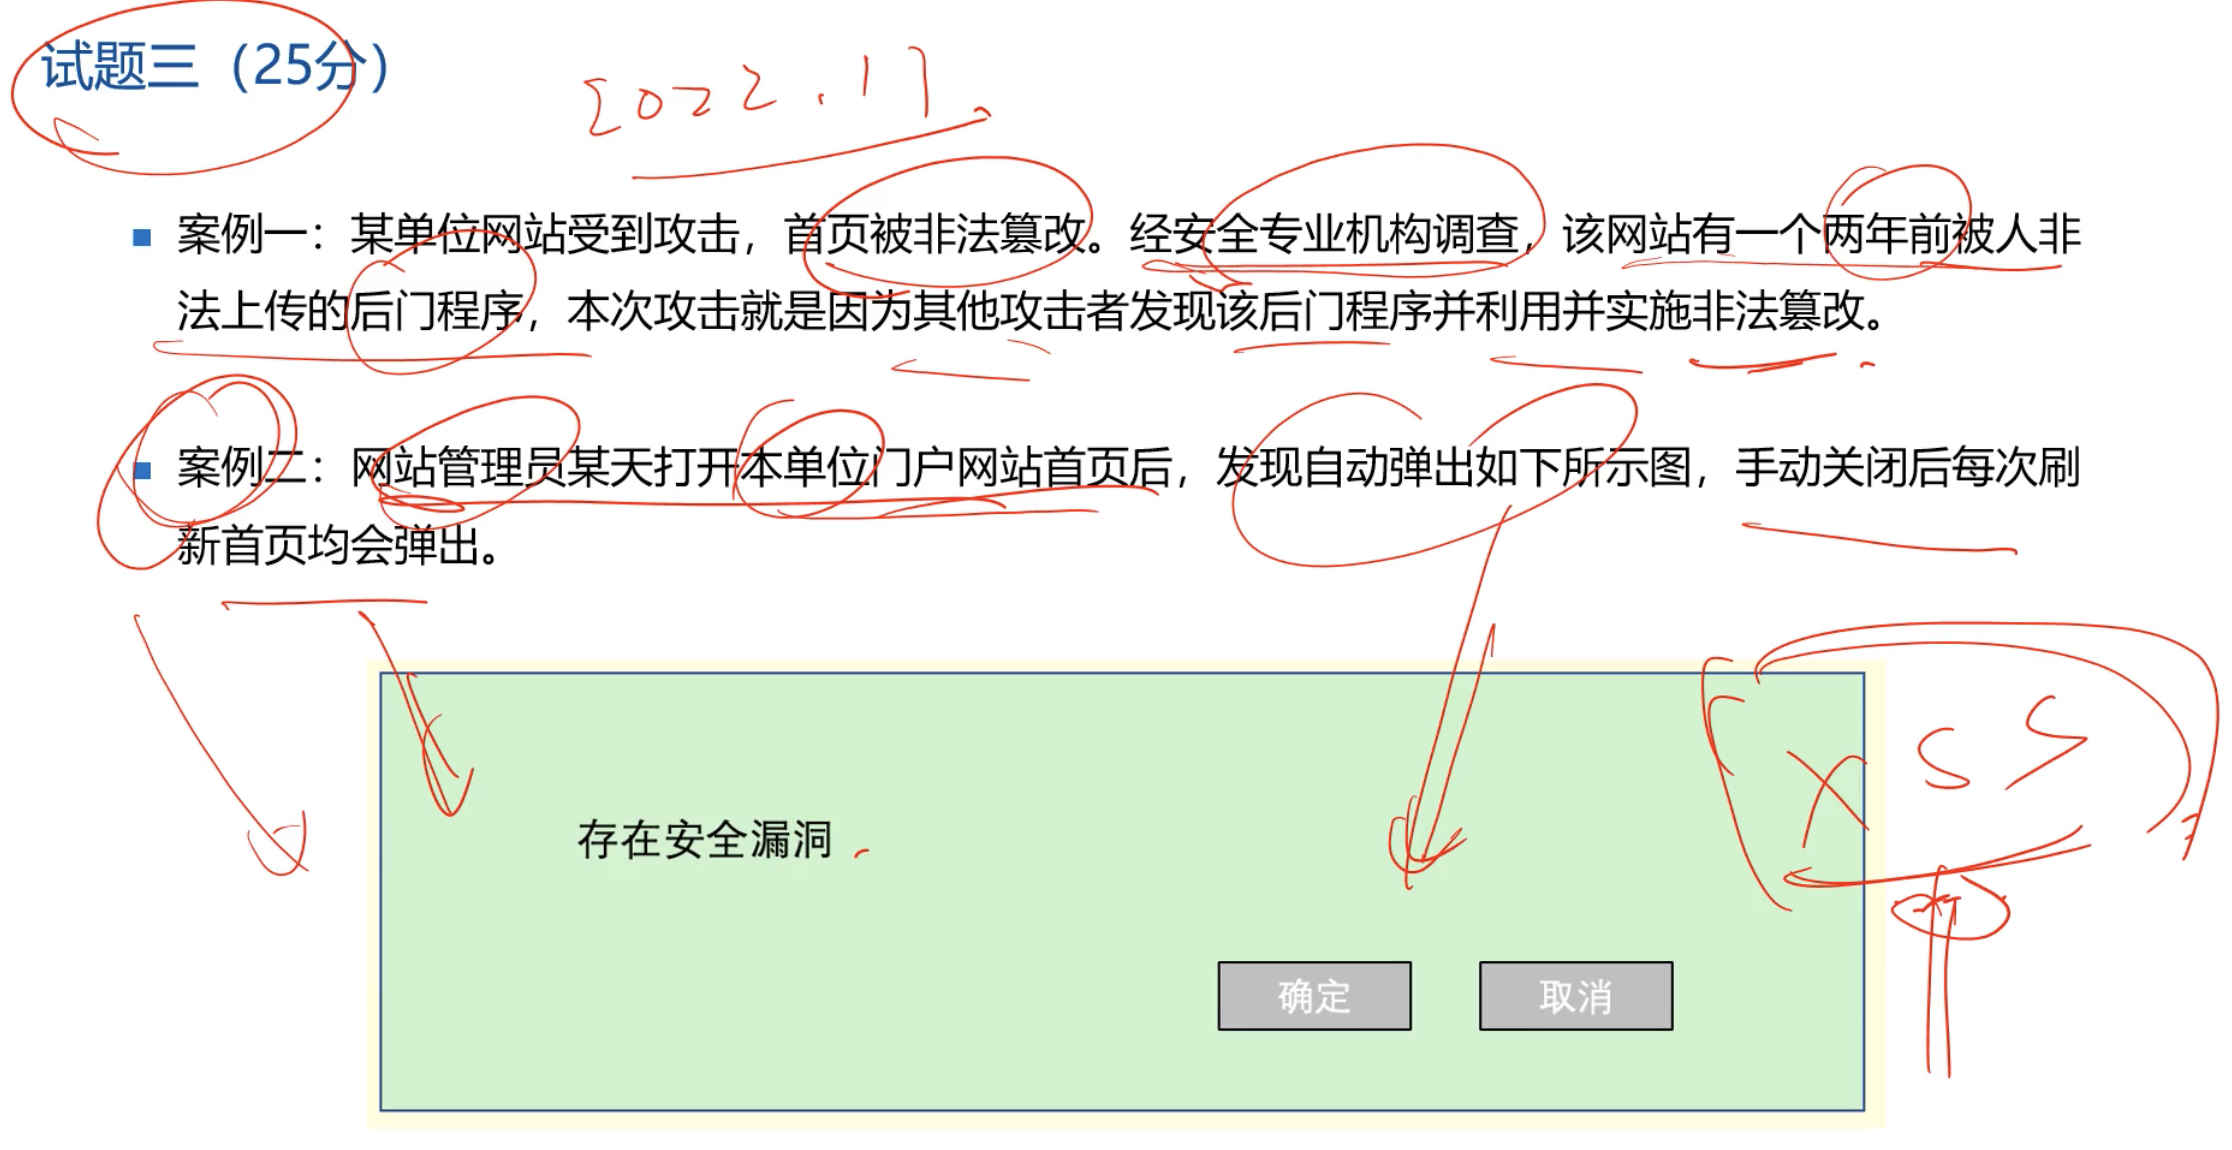 试题三（25分）
2022.11
案例一：某单位网站受到攻击，首页被非法篡改。经安全专业机构调查，该网站有一个两年前被人非
法上传的后门程序，本次攻击就是因为其他攻击者发现该后门程序并利用并实施非法篡改。
案例二：网站管理员某天打开本单位门户网站首页后，发现自动弹出如下所示图，手动关闭后每次刷
新首页均会弹出。
XSS
存在安全漏洞
确定 取消